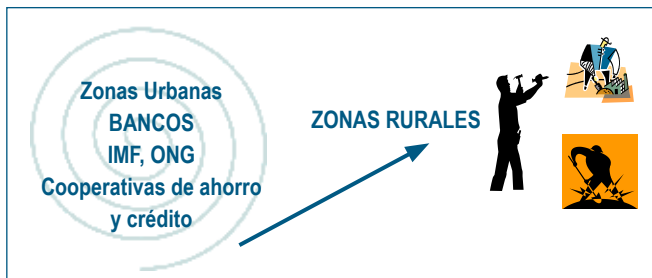 Zonas Urbanas
BANCOS
IMF, ONG
Cooperativas de ahorro
y crédito
ZONAS RURALES